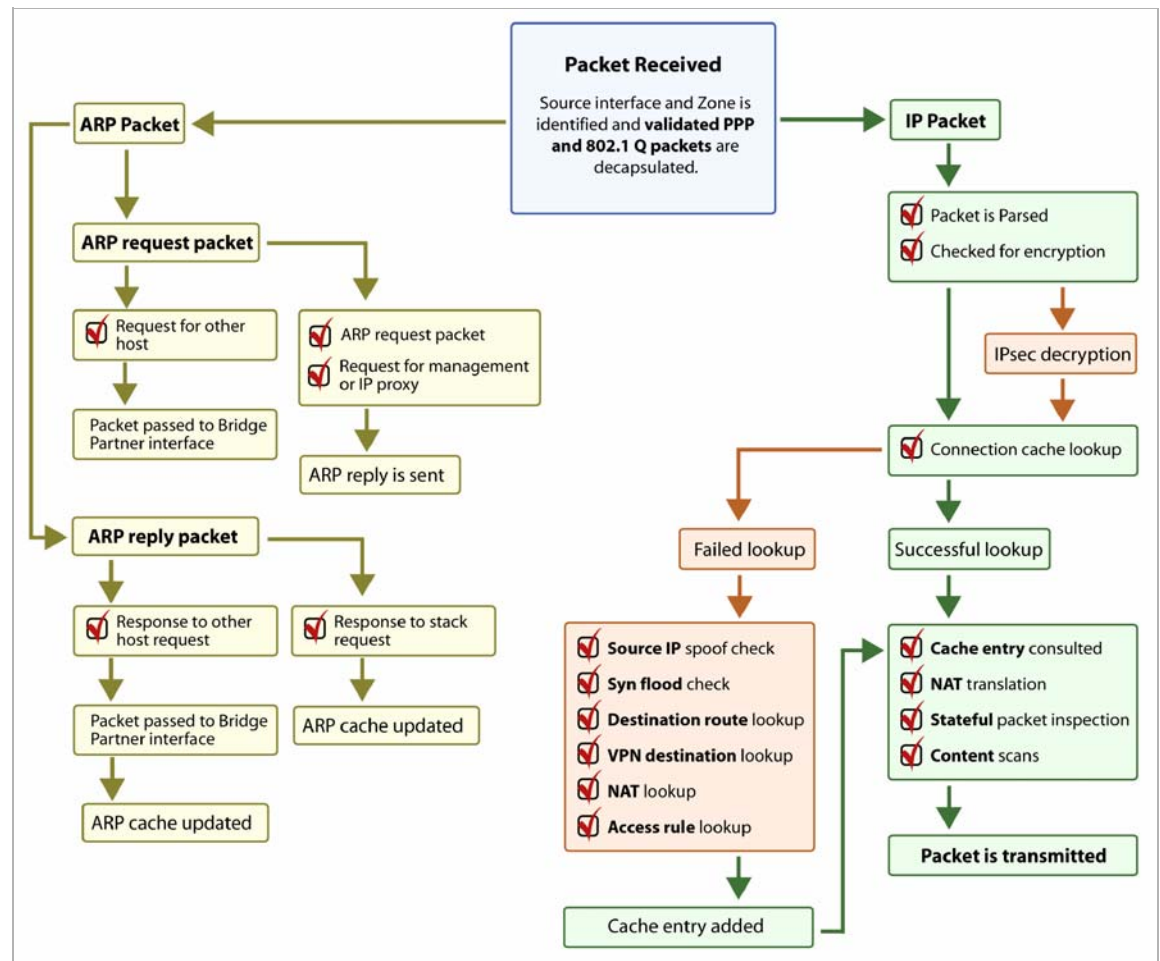 Packet Received
Source interface and Zone is
identified and validated PPP
and 802.1 Q packets are
decapsulated.
ARP Packet
ARP request packet
Request for other
host
Packet passed to Bridge
Partner interface
ARP request packet
Request for management
or IP proxy
ARP reply is sent
ARP reply packet
Response to other
host request
Packet passed to Bridge
Partner interface
ARP cache updated
Response to stack
request
ARP cache updated
IP Packet
Packet is Parsed
Checked for encryption
IPsec decryption
Connection cache lookup
Failed lookup
Source IP spoof check
Syn flood check
Destination route lookup
VPN destination lookup
NAT lookup
Access rule lookup
Cache entry added
Successful lookup
Cache entry consulted
NAT translation
Stateful packet inspection
Content scans
Packet is transmitted